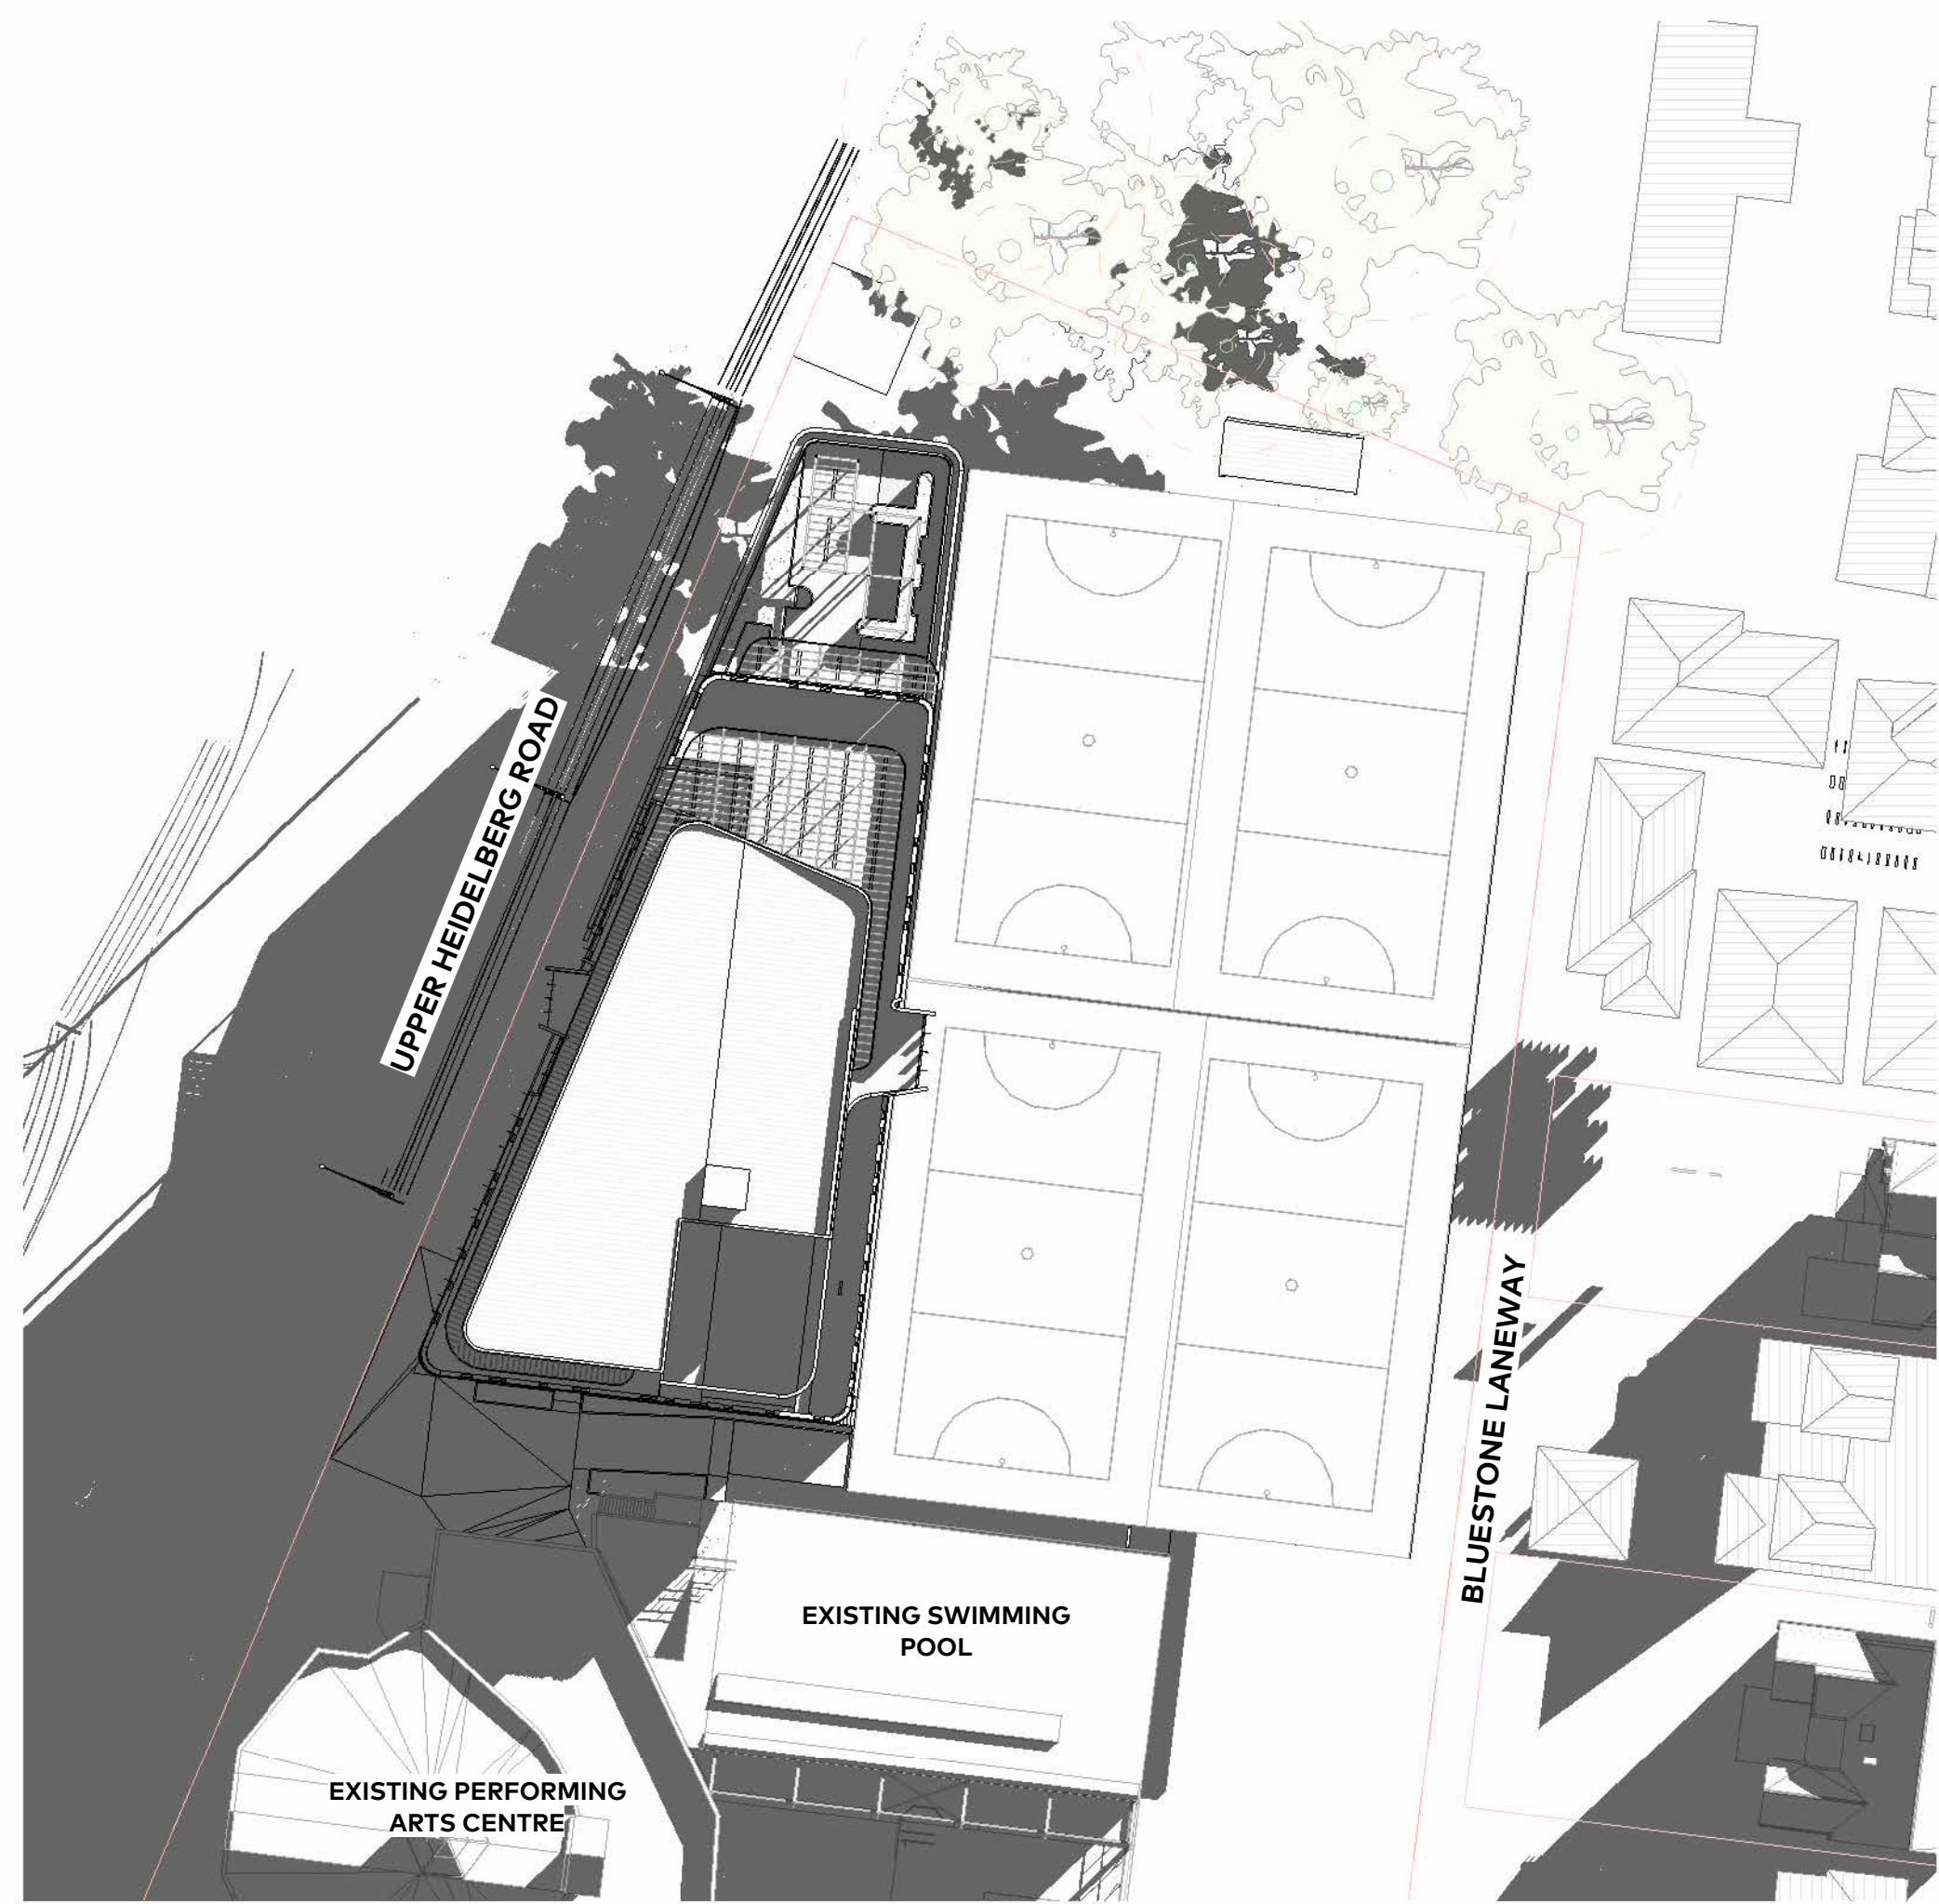 UPPER HEIDELBERG ROAD
BLUESTONE LANEWAY
EXISTING SWIMMING
POOL
EXISTING PERFORMING
ARTS CENTRE